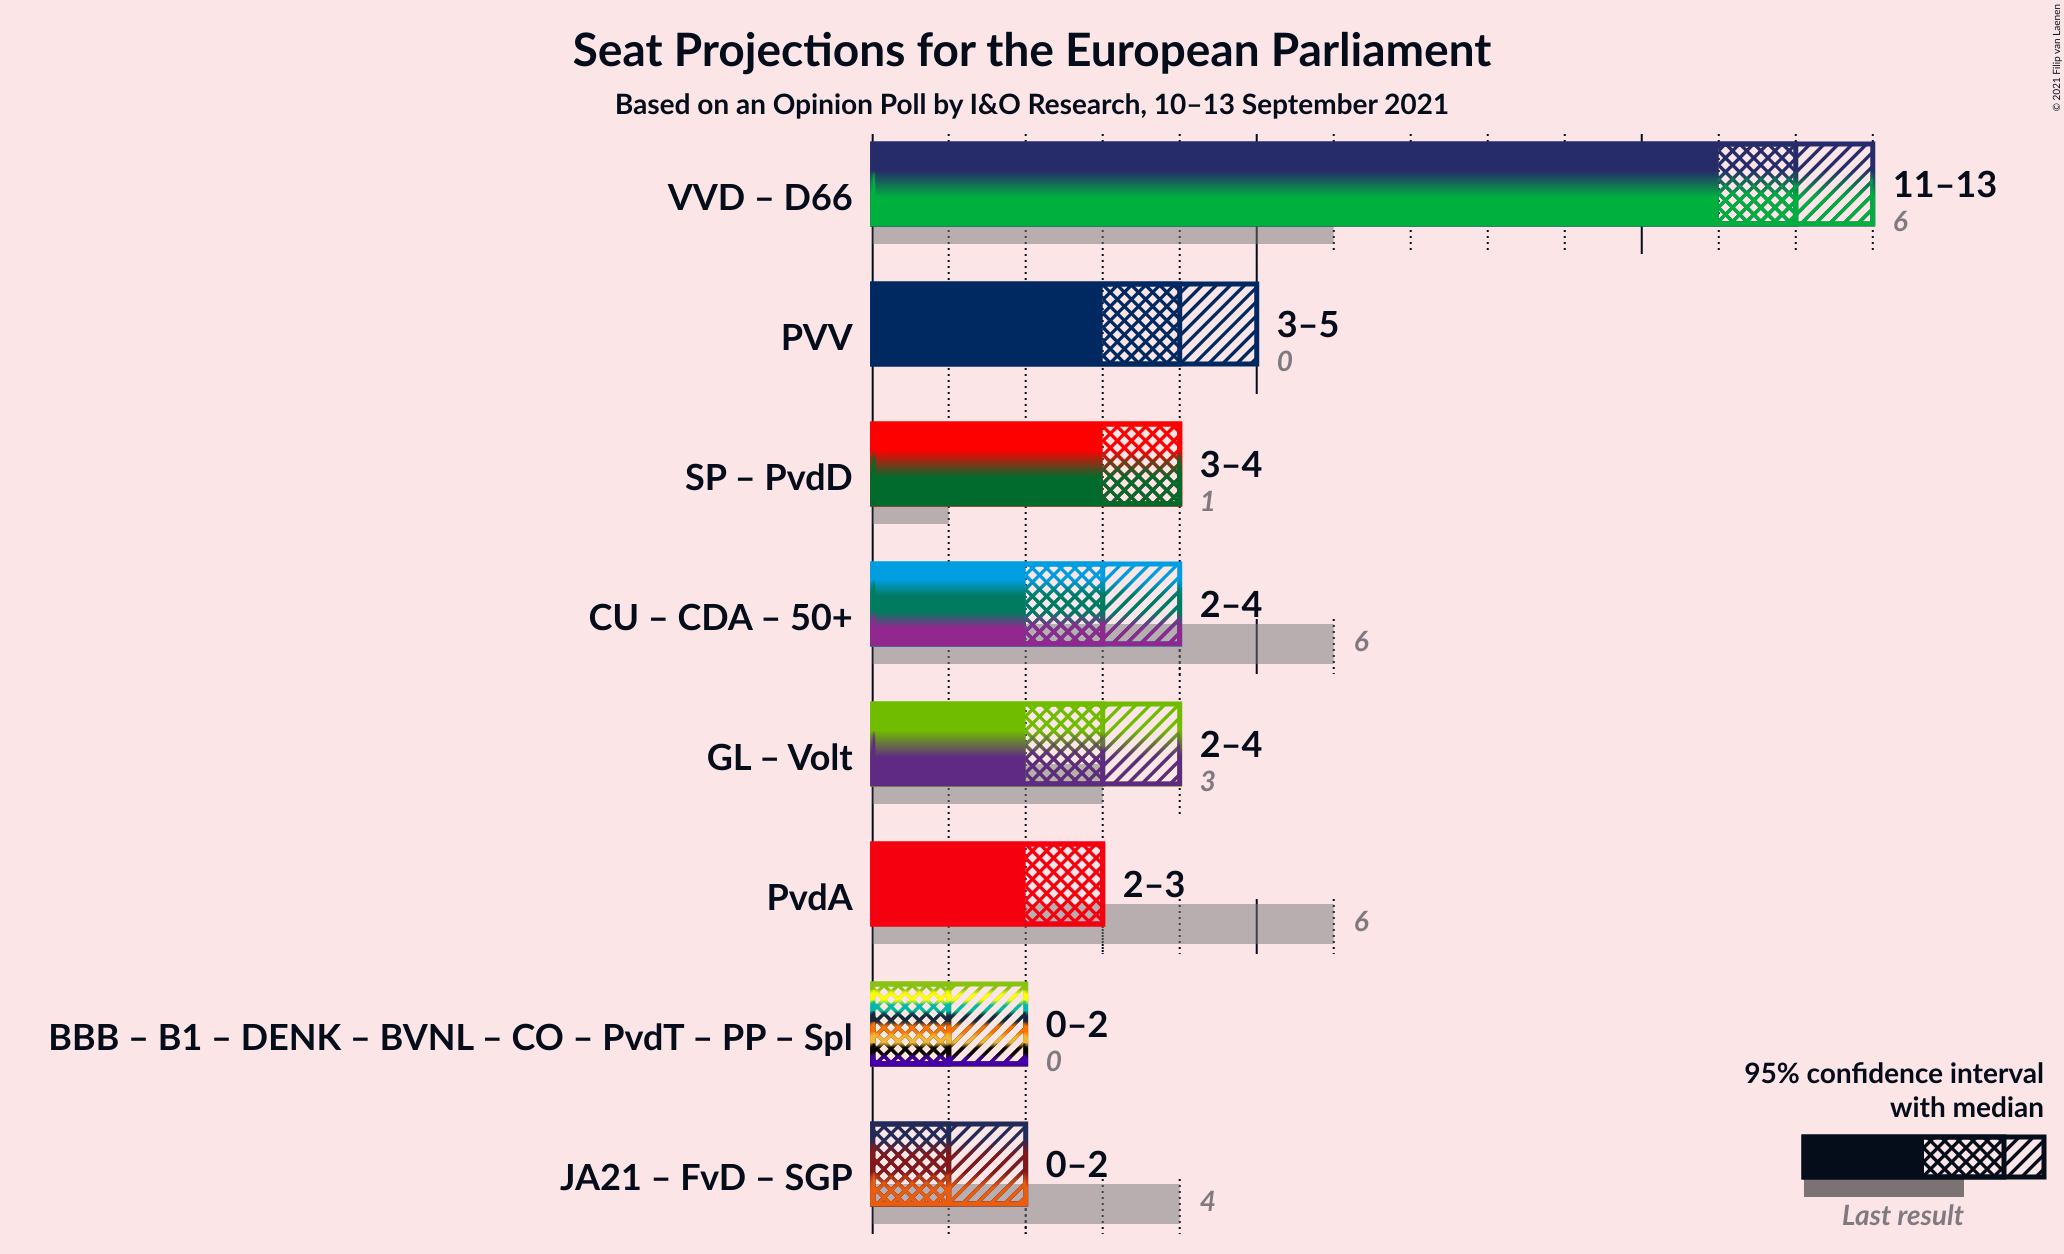 Seat Projections for the European Parliament
Based on an Opinion Poll by I&O Research, 10–13 September 2021
© 2021 Filip van Laenen
VVD – D66
11–13
6
PVV
3–5
0
SP – PvdD
3–4
1
CU – CDA – 50+
2–4
6
GL – Volt
2–4
3
PvdA
2–3
6
BBB – B1 – DENK – BVNL – CO – PvdT – PP – Spl
0–2
0
JA21 – FvD – SGP
0–2
4
95% confidence interval
with median
Last result